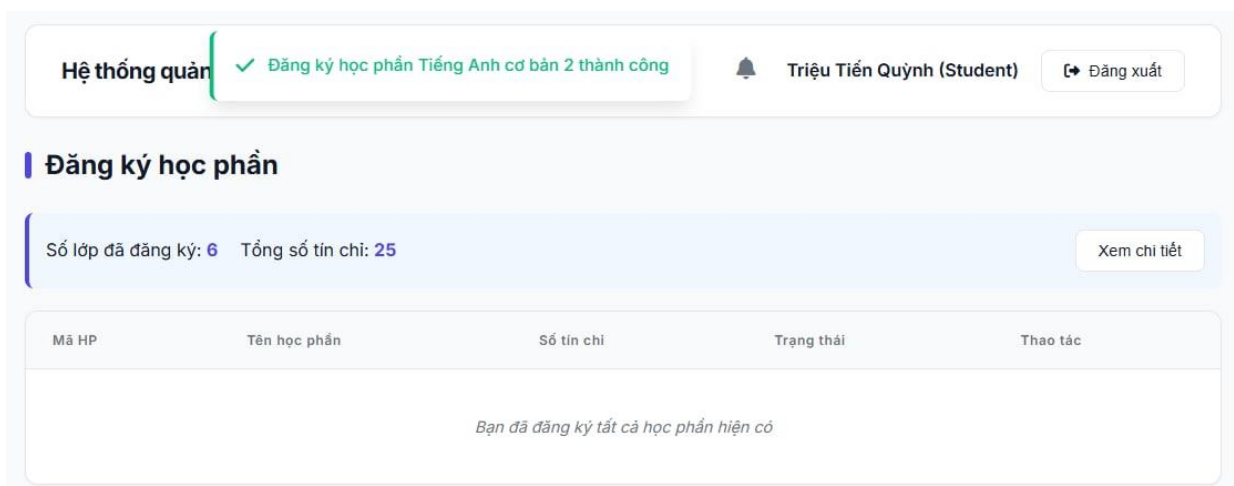 Hệ thống quản
Đăng ký học phần Tiếng Anh cơ bản 2 thành công
Triệu Tiến Quỳnh (Student)
Đăng xuất
Đăng ký học phần
Số lớp đã đăng ký: 6 Tổng số tín chỉ: 25
Xem chi tiết
Mã HP Tên học phần Số tín chỉ Trạng thái Thao tác
Bạn đã đăng ký tất cả học phần hiện có